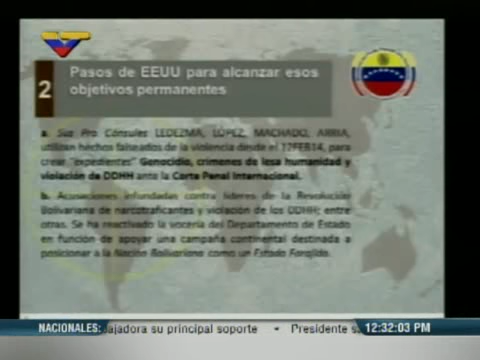 2
Pasos de EEUU para alcanzar esos
objetivos permanentes
a. Sus Pro Cónsules LEDEZMA, LÓPEZ, MACHADO, ARRIA,
utilizan hechos falseados de la violencia desde el 12FEB14, para
crear "expedientes" Genocidio, crímenes de lesa humanidad y
violación de DDHH ante la Corte Penal Internacional.
b. Acusaciones infundadas contra líderes de la Revolución
Bolivariana de narcotraficantes y violación de los DDHH; entre
otras. Se ha reactivado la vocería del Departamento de Estado
en función de apoyar una campaña continental destinada a
posicionar a la Nación Bolivariana como un Estado Forajido.
NACIONALES: ajadora su principal soporte • Presidente s 12:32:03 PM